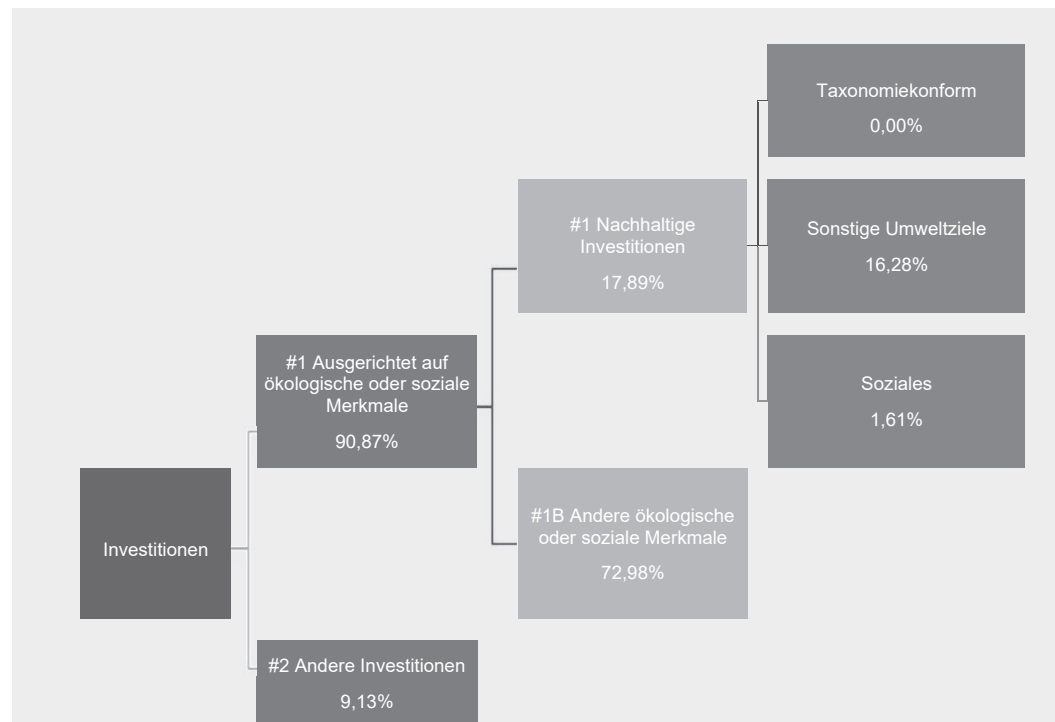 Taxonomiekonform
0,00%
#1 Nachhaltige
Investitionen
17,89%
Sonstige Umweltziele
16,28%
#1 Ausgerichtet auf
ökologische oder soziale
Merkmale
90,87%
Soziales
1,61%
Investitionen
#1B Andere ökologische
oder soziale Merkmale
72,98%
#2 Andere Investitionen
9,13%